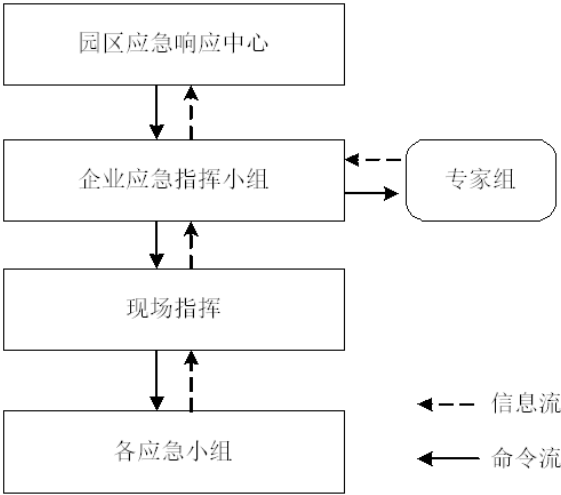 园区应急响应中心
企业应急指挥小组
专家组
现场指挥
信息流
各应急小组
命令流